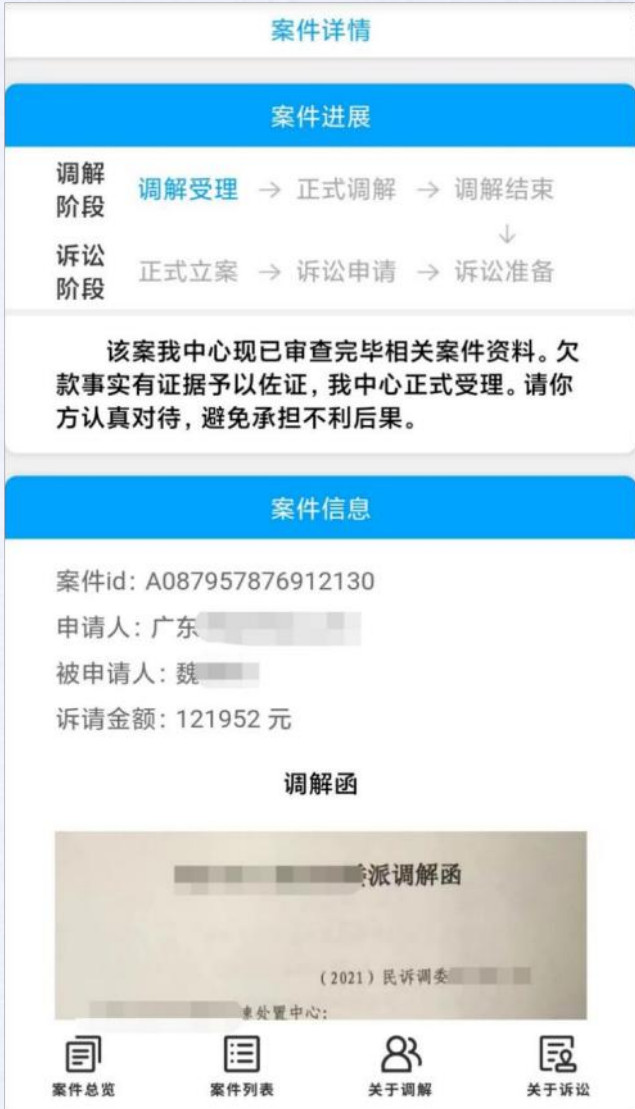 案件详情
案件进展
调解
阶段
调解受理 → 正式调解 → 调解结束
↓
诉讼
阶段
正式立案 → 诉讼申请 → 诉讼准备
该案我中心现已审查完毕相关案件资料。欠
款事实有证据予以佐证，我中心正式受理。请你
方认真对待，避免承担不利后果。
案件信息
案件id: A087957876912130
申请人: 广东
被申请人: 魏
诉请金额: 121952 元
调解函
派调解函
(2021) 民诉调委
处置中心:
案件总览 案件列表 关于调解 关于诉讼